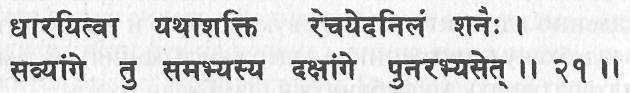 धारयित्वा यथाशक्ति रेचयेदनिलं शनैः
सव्यांगे तु समभ्यस्य दक्षांगे पुनरभ्यसेत् ।। २१ ।।